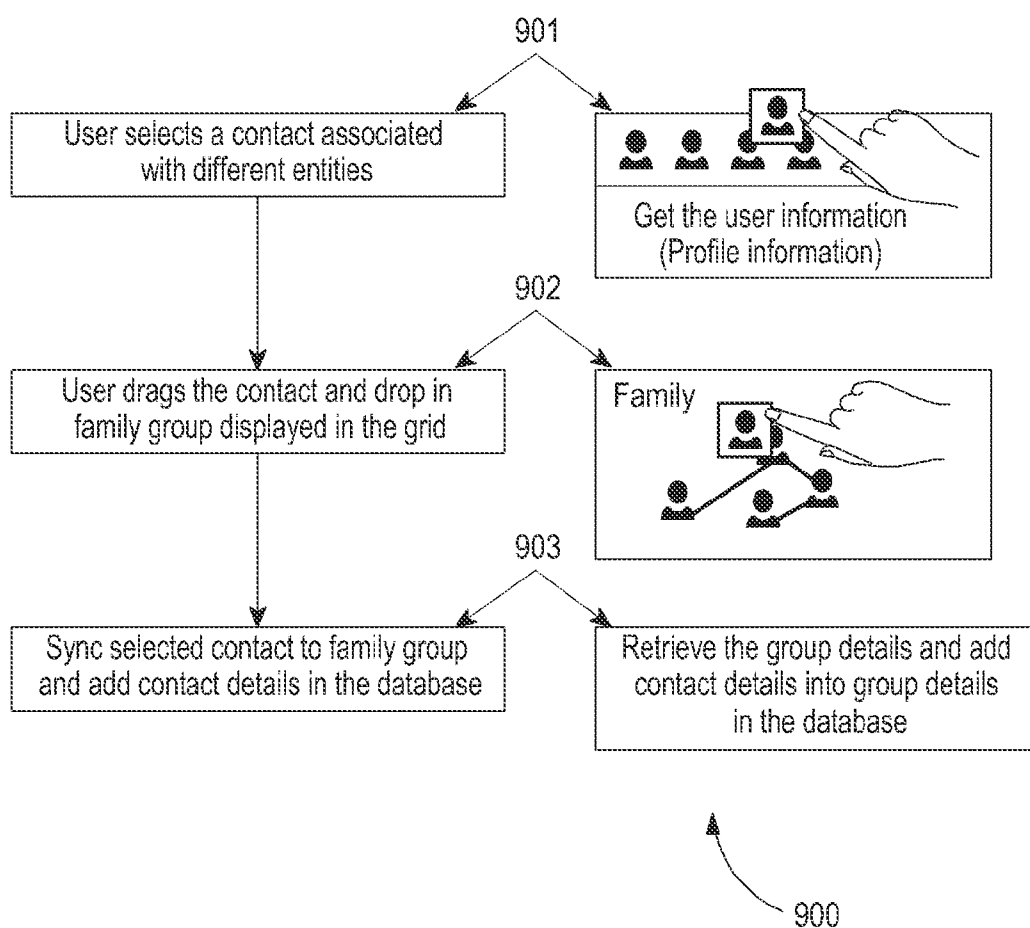 901
User selects a contact associated
with different entities
Get the user information
(Profile information)
902
User drags the contact and drop in
family group displayed in the grid
Family
903
Sync selected contact to family group
and add contact details in the database
Retrieve the group details and add
contact details into group details
in the database
900